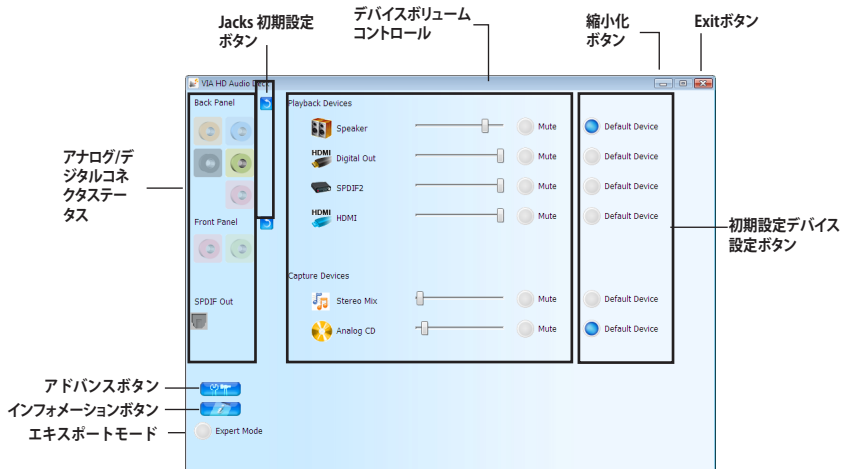 Jacks 初期設定
ボタン
デバイスボリューム
コントロール
縮小化
ボタン
Exitボタン
VIA HD Audio Deck
Back Panel
Playback Devices
Speaker
Mute
Default Device
HDMI
Digital Out
Mute
Default Device
SPDIF2
Mute
Default Device
HDMI
HDMI
Mute
Default Device
アナログ/デ
ジタルコネ
クタステー
タス
Front Panel
初期設定デバイス
設定ボタン
Capture Devices
SPDIF Out
Stereo Mix
Mute
Default Device
Analog CD
Mute
Default Device
アドバンスボタン
インフォメーションボタン
エキスポートモード
Expert Mode